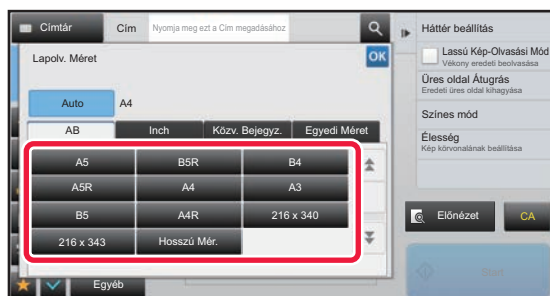 Címtár
Cím
Nyomja meg ezt a Cím megadásához
Lapolv. Méret
OK
Auto
A4
AB
Inch
Közv. Bejegyz.
Egyedi Méret
A5
B5R
B4
A5R
A4
A3
B5
A4R
216 x 340
216 x 343
Hosszú Mér.
Egyéb
Háttér beállítás
Lassú Kép-Olvasási Mód
Vékony eredeti beolvasása
Üres oldal Átugrás
Eredeti üres oldal kihagyása
Színes mód
Élesség
Kép körvonalának beállítása
Előnézet
CA
Start